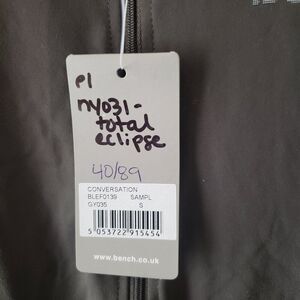 P1
ny031-
total
eclipse
40/89
CONVERSATION
BLEF0139 SAMPL
GY035 S
5 053722 915454
www.bench.co.uk